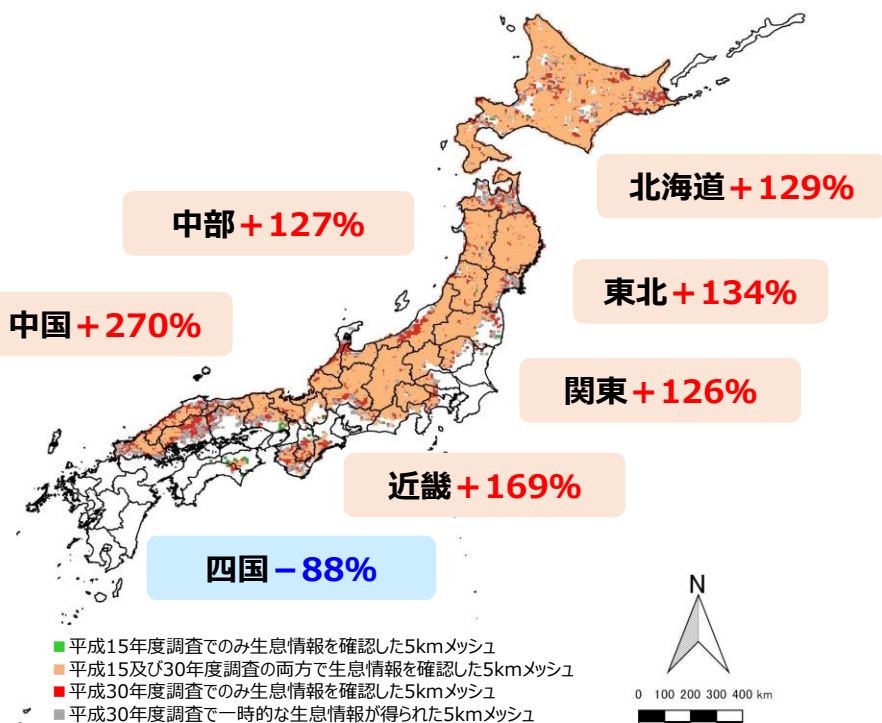 北海道+129%
中部+127%
東北+134%
中国+270%
関東+126%
近畿+169%
四国-88%
N
平成15年度調査でのみ生息情報を確認した5kmメッシュ
平成15及び30年度調査の両方で生息情報を確認した5kmメッシュ
平成30年度調査でのみ生息情報を確認した5kmメッシュ
平成30年度調査で一時的な生息情報が得られた5kmメッシュ
0 100 200 300 400 km